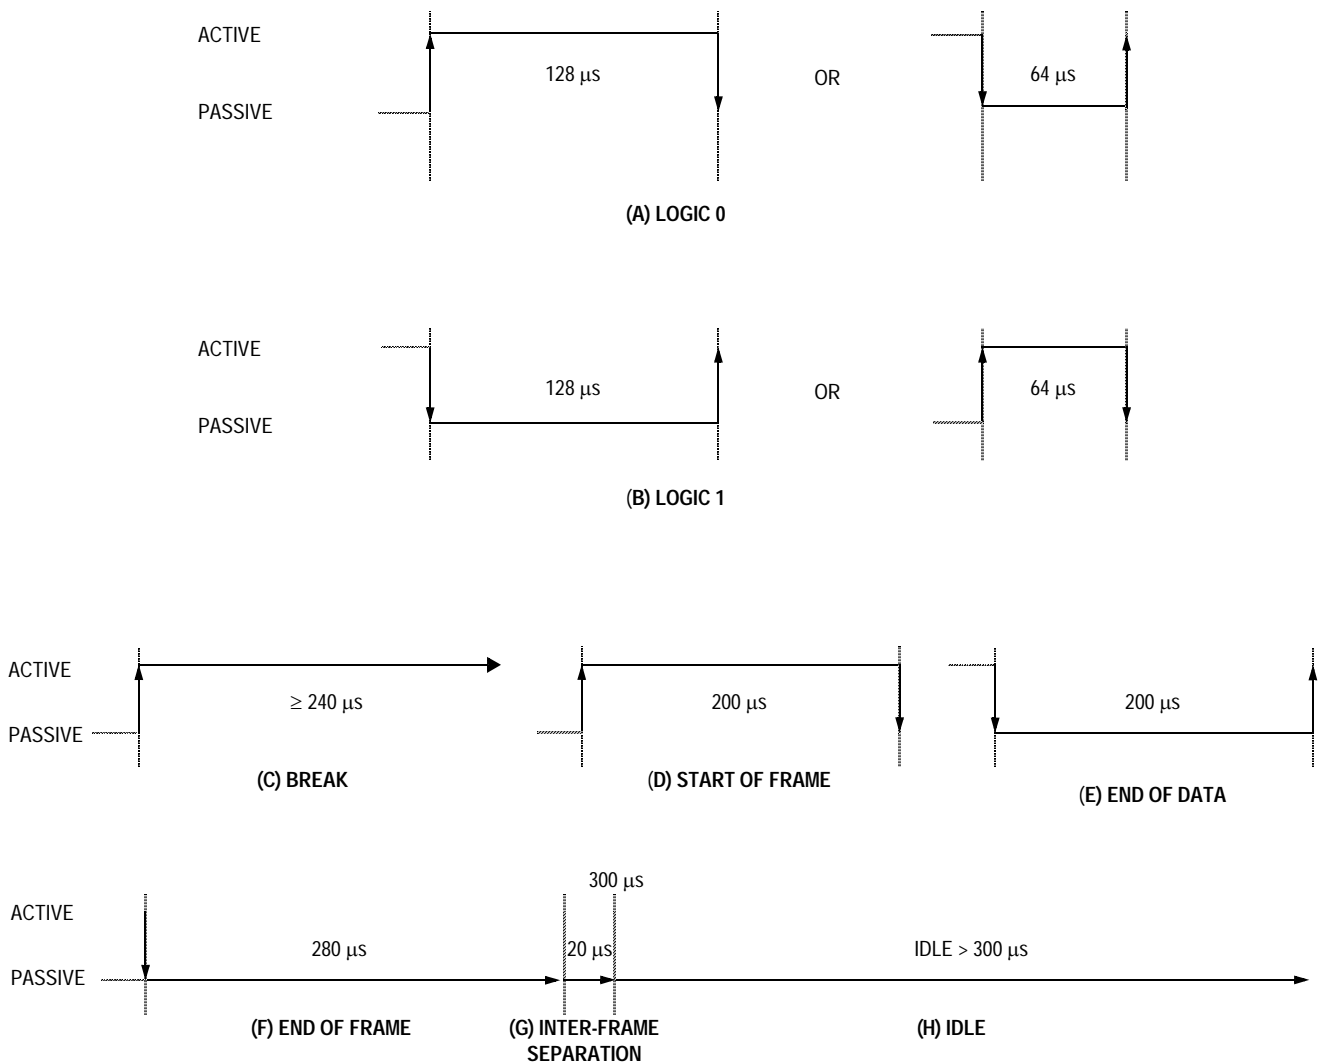 ACTIVE
128 μs
OR
64 μs
PASSIVE
(A) LOGIC 0
ACTIVE
128 μs
OR
64 μs
PASSIVE
(B) LOGIC 1
ACTIVE
≥ 240 μs
200 μs
200 μs
PASSIVE
(C) BREAK
(D) START OF FRAME
(E) END OF DATA
300 μs
ACTIVE
280 μs
20 μs
IDLE > 300 μs
PASSIVE
(F) END OF FRAME
(G) INTER-FRAME
SEPARATION
(H) IDLE